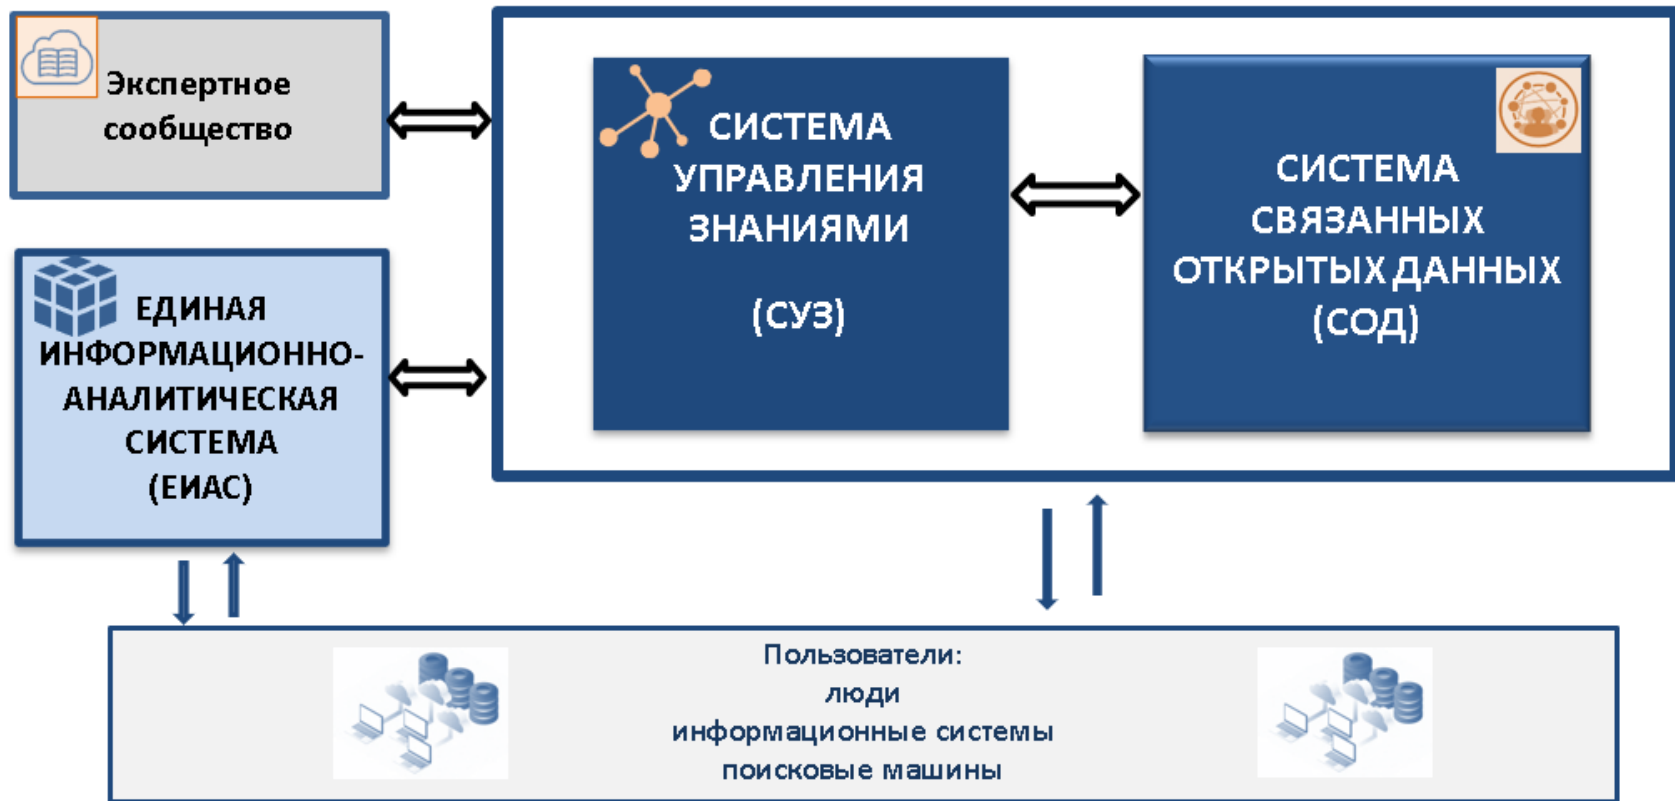 Экспертное
сообщество
СИСТЕМА
УПРАВЛЕНИЯ
ЗНАНИЯМИ
(СУЗ)
СИСТЕМА
СВЯЗАННЫХ
ОТКРЫТЫХ ДАННЫХ
(СОД)
ЕДИНАЯ
ИНФОРМАЦИОННО-
АНАЛИТИЧЕСКАЯ
СИСТЕМА
(ЕИАС)
Пользователи:
люди
информационные системы
поисковые машины